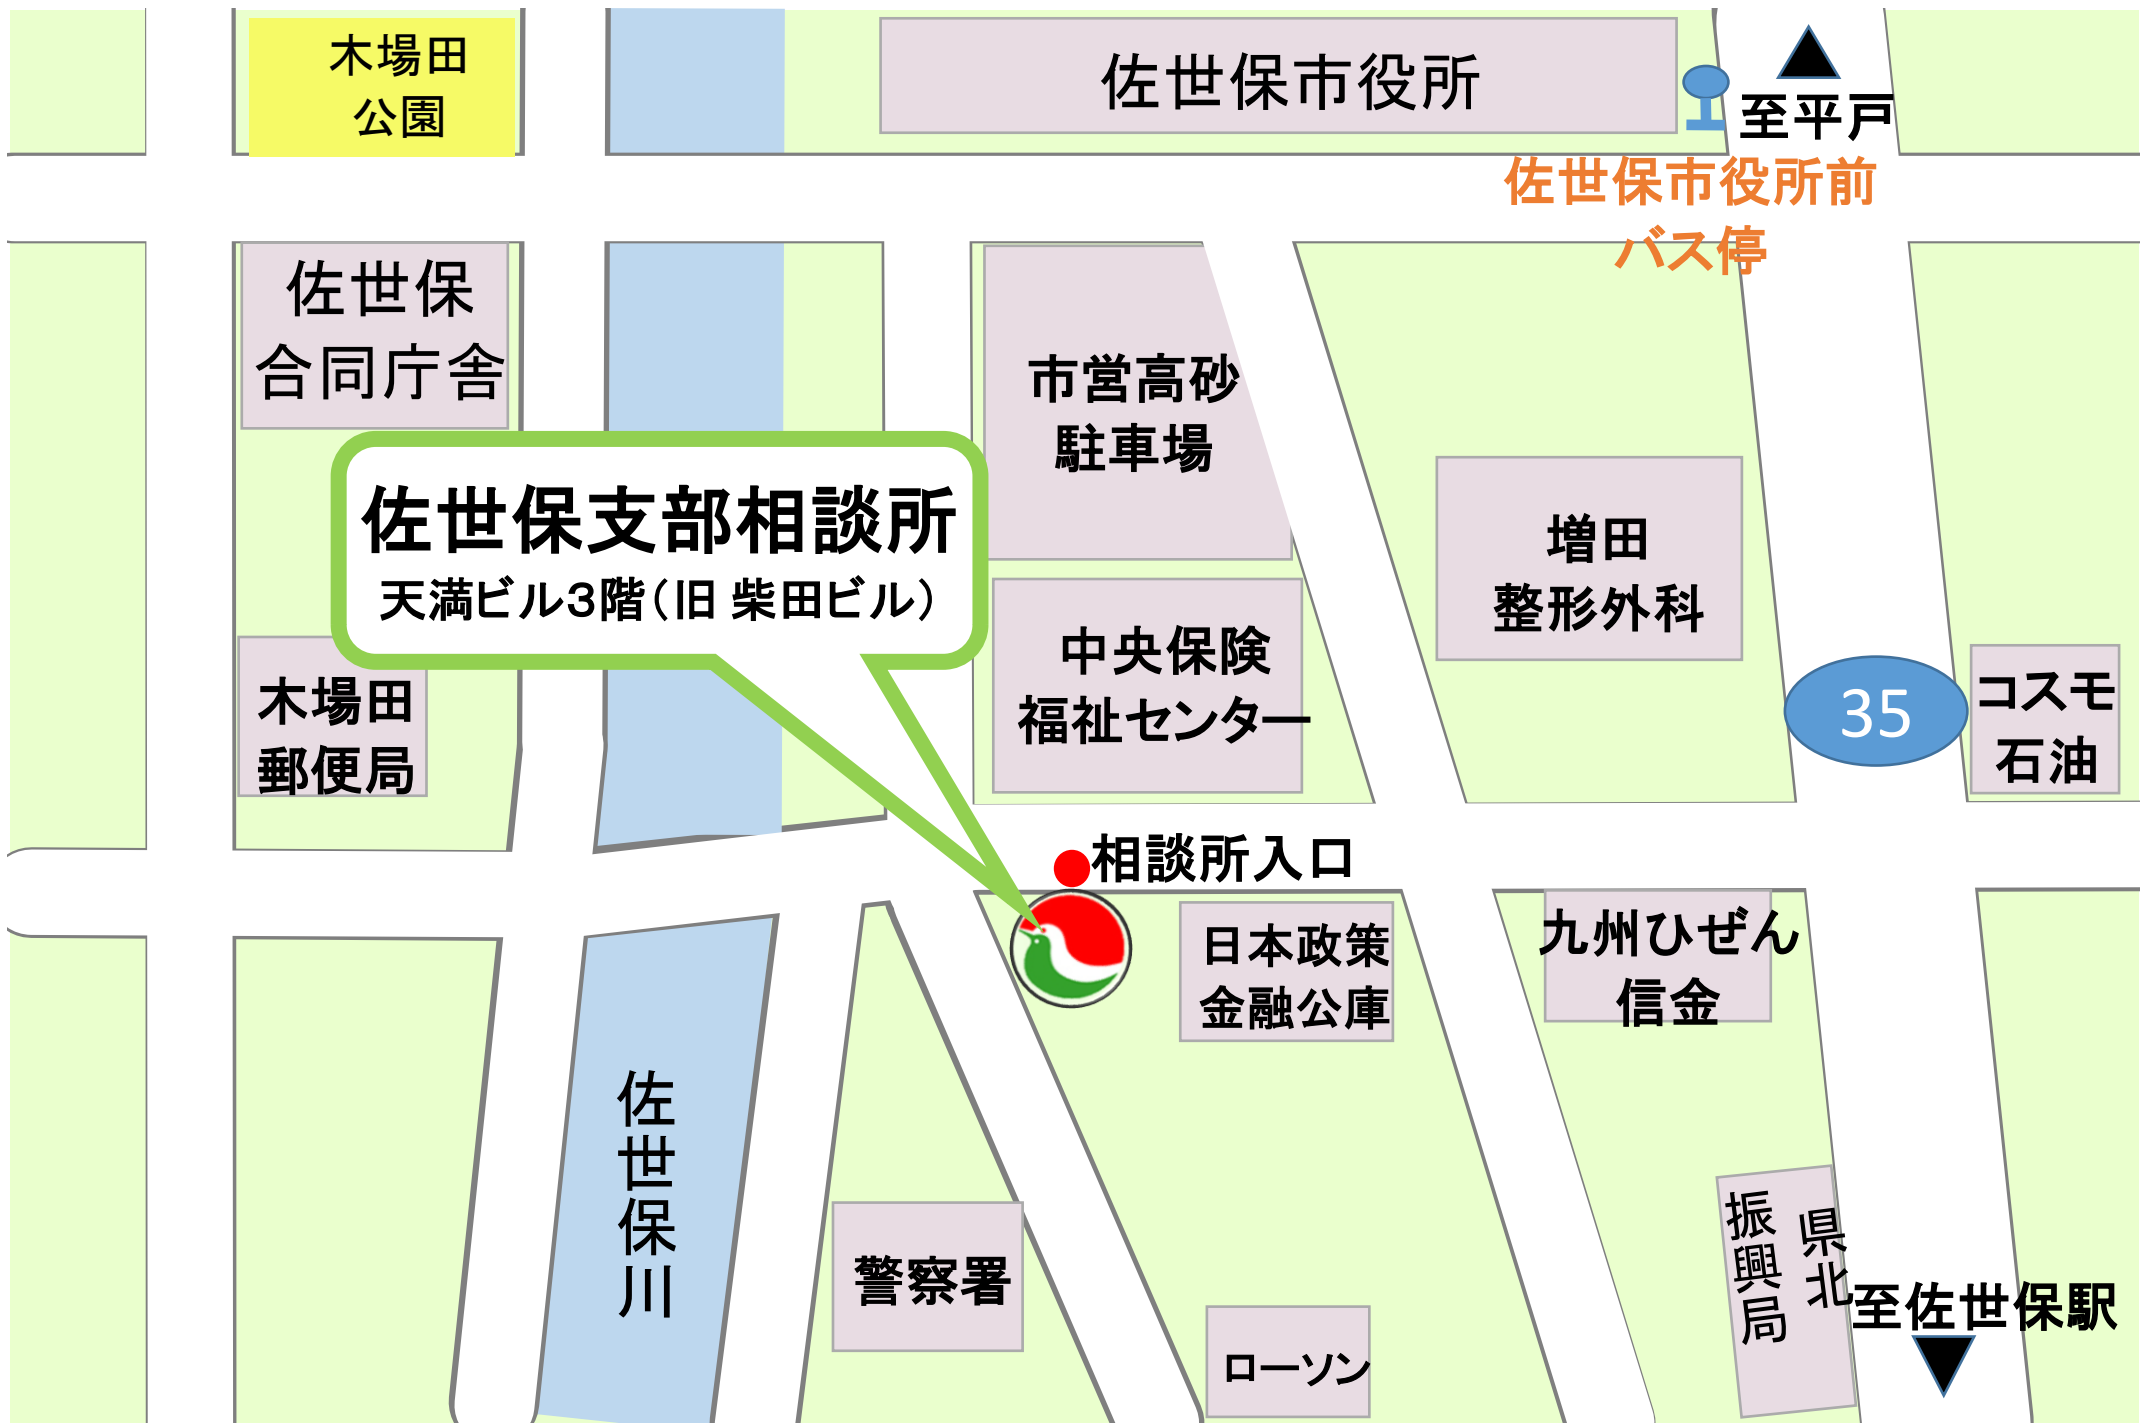 木場田
公園
佐世保市役所
至平戸
佐世保市役所前
バス停
佐世保
合同庁舎
市営高砂
駐車場
佐世保支部相談所
天満ビル3階(旧 柴田ビル)
増田
整形外科
中央保険
福祉センター
木場田
郵便局
35
コスモ
石油
相談所入口
日本政策
金融公庫
九州ひぜん
信金
佐世保川
警察署
ローソン
県北
振興局
至佐世保駅